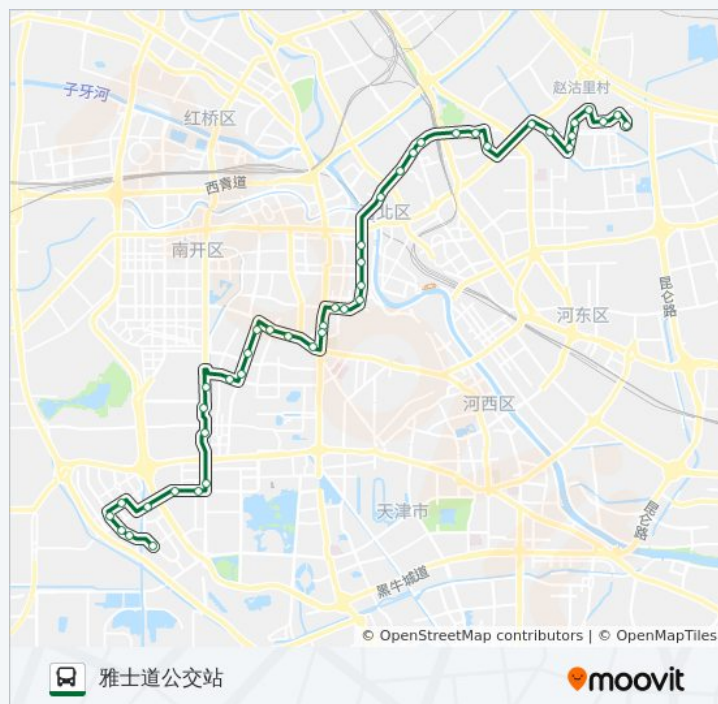 赵沽里村
子牙河
红桥区
西青道
河北区
南开区
昆仑路
河东区
河西区
天津市
昆仑路
黑牛城道
© OpenStreetMap contributors | © OpenMapTiles
雅士道公交站
moovit